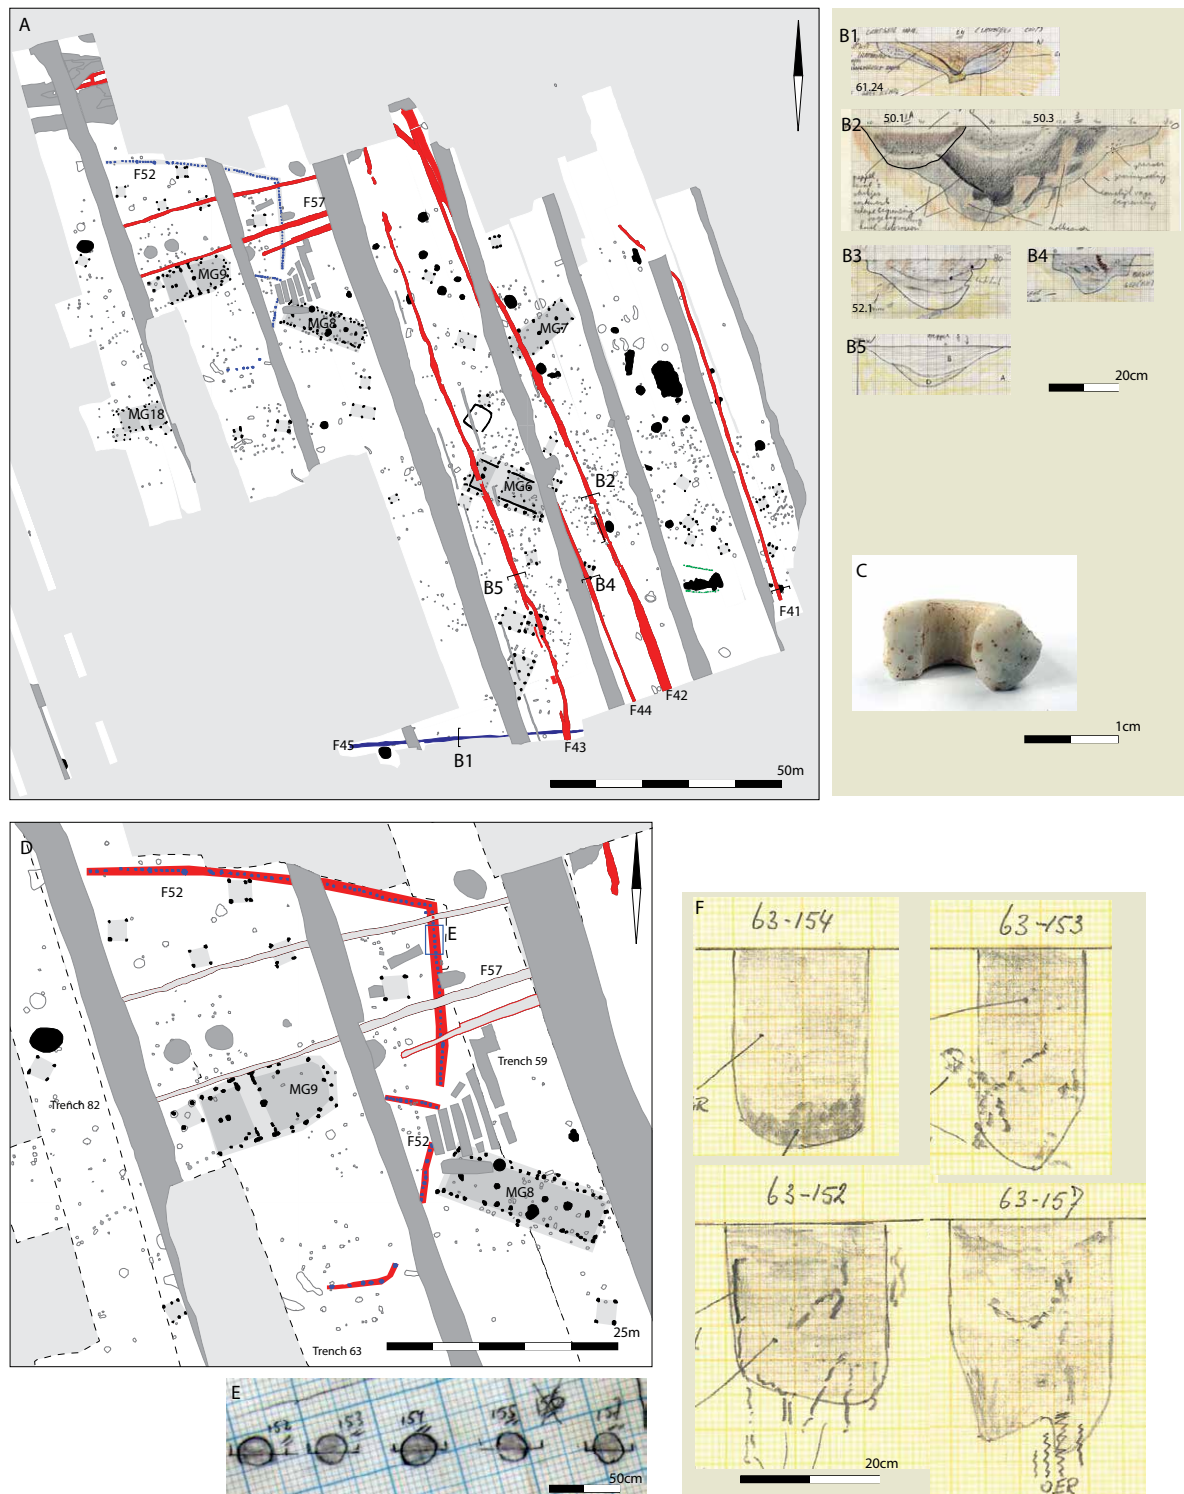 A
F52
F57
MG9
MG8
MG7
MG18
MG6
B2
B5
B4
F41
F42
F44
F45
F43
B1
50m
B1
61.24
B2
50.1
50.3
B3
B4
52.1
B5
20cm
C
1cm
D
F52
E
F57
Trench 59
MG9
Trench 82
F52
MG8
25m
Trench 63
E
152 153 154 155 156 157
50cm
F
63-154
63-153
63-152
63-157
OER
20cm